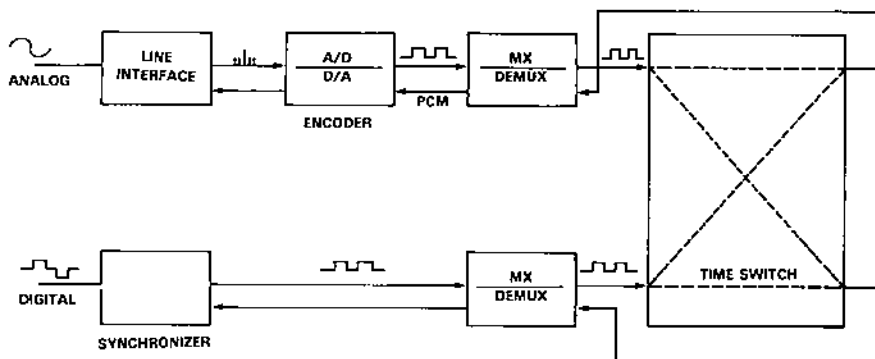 ANALOG
LINE
INTERFACE
A/D
D/A
ENCODER
PCM
MX
DEMUX
DIGITAL
SYNCHRONIZER
MX
DEMUX
TIME SWITCH